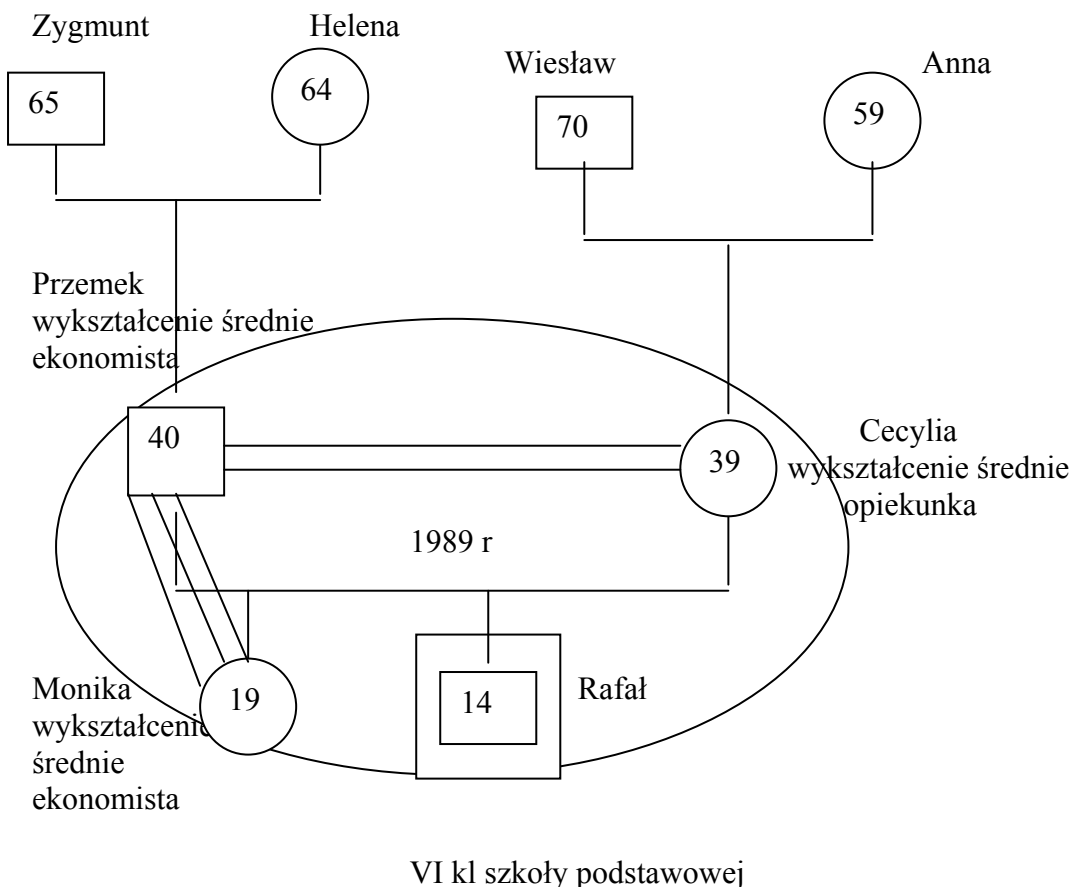 Zygmunt
Helena
Wiesław
Anna
65
64
70
59
Przemek
wykształcenie średnie
ekonomista
40
39
Cecylia
wykształcenie średnie
opiekunka
1989 r
Monika
wykształcenie
średnie
ekonomista
19
14
Rafał
VI kl szkoły podstawowej